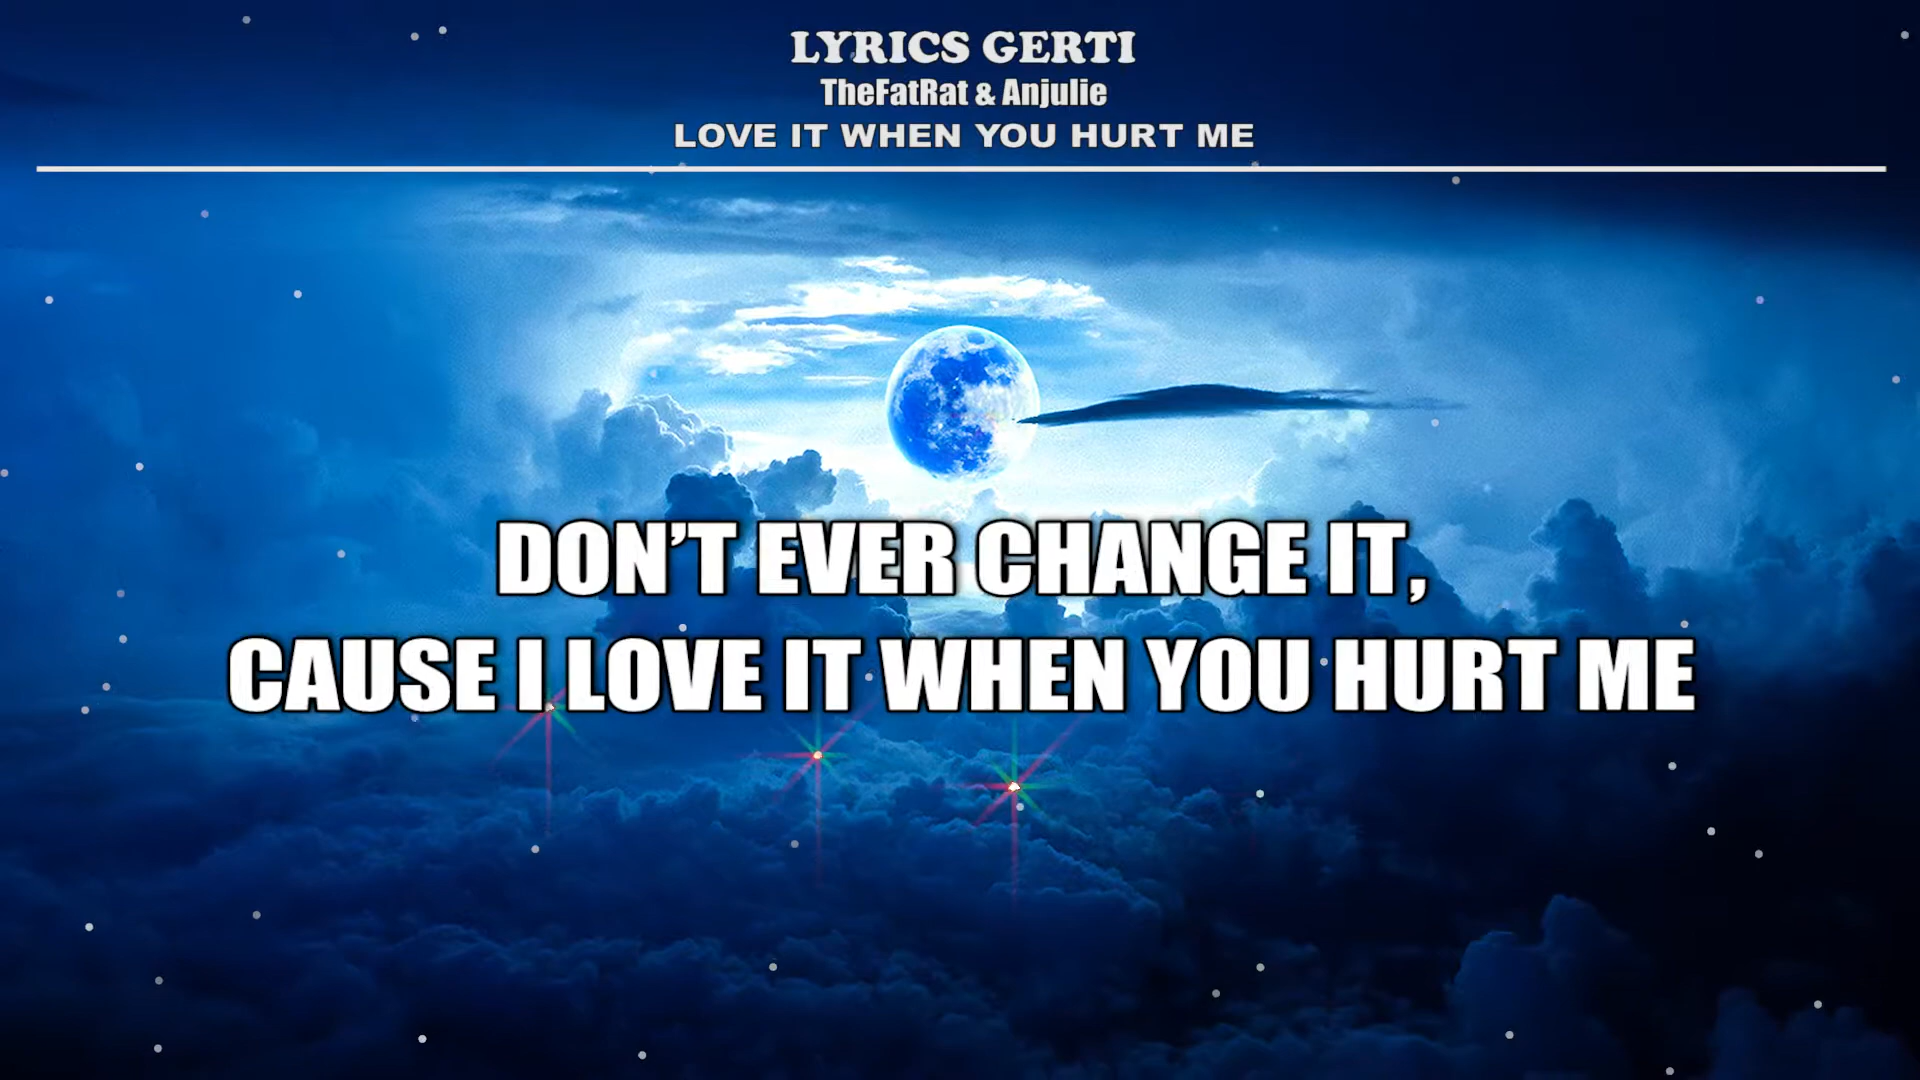 LYRICS GERTI
TheFatRat & Anjulie
LOVE IT WHEN YOU HURT ME
DON’T EVER CHANGE IT,
CAUSE I LOVE IT WHEN YOU HURT ME